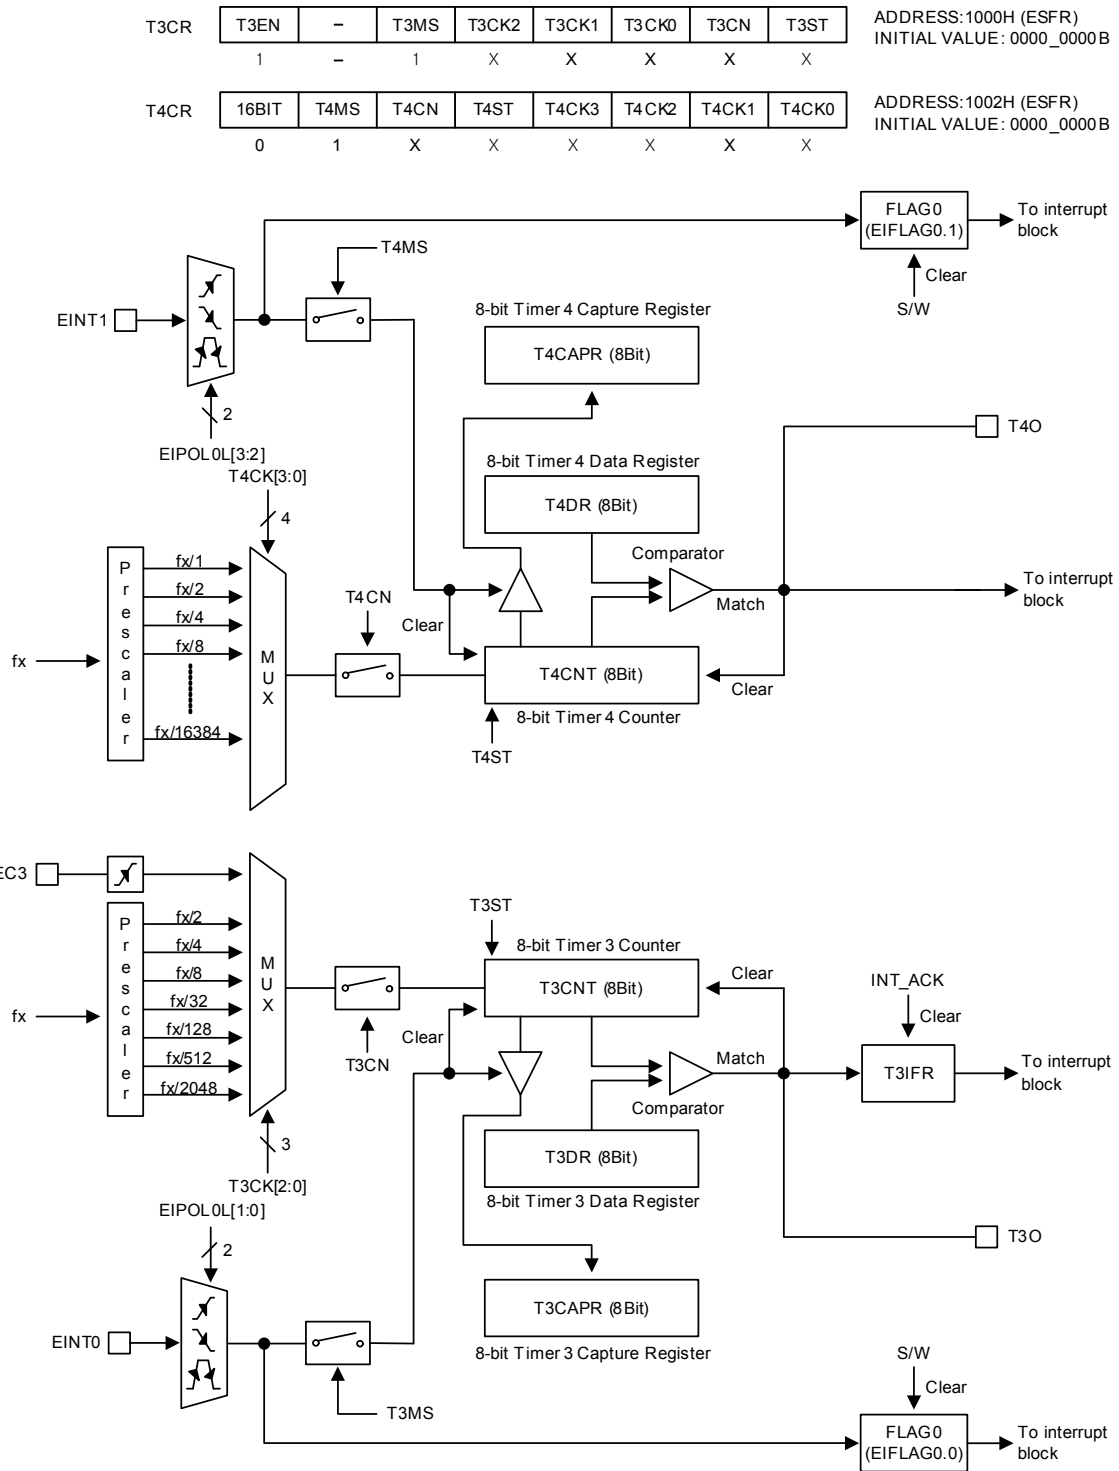 T3CR T3EN – T3MS T3CK2 T3CK1 T3CK0 T3CN T3ST ADDRESS:1000H (ESFR)
INITIAL VALUE: 0000_0000B
1 – 1 X X X X X
T4CR 16BIT T4MS T4CN T4ST T4CK3 T4CK2 T4CK1 T4CK0 ADDRESS:1002H (ESFR)
INITIAL VALUE: 0000_0000B
0 1 X X X X X X
FLAG0
(EIFLAG0.1)
To interrupt
block
Clear
S/W
T4MS
EINT1
2
EIPOL0L[3:2]
8-bit Timer 4 Capture Register
T4CAPR (8Bit)
T4O
T4CK[3:0]
4
8-bit Timer 4 Data Register
T4DR (8Bit)
Comparator
Match
To interrupt
block
fx
Prescaler
fx/1
fx/2
fx/4
fx/8
fx/16384
MUX
T4CN
Clear
T4CNT (8Bit)
Clear
8-bit Timer 4 Counter
T4ST
EC3
fx
Prescaler
fx/2
fx/4
fx/8
fx/32
fx/128
fx/512
fx/2048
MUX
T3CN
T3ST
8-bit Timer 3 Counter
T3CNT (8Bit)
Clear
Clear
INT_ACK
Clear
Match
Comparator
T3IFR
To interrupt
block
3
T3CK[2:0]
T3DR (8Bit)
8-bit Timer 3 Data Register
T3O
EIPOL0L[1:0]
2
T3CAPR (8Bit)
8-bit Timer 3 Capture Register
EINT0
T3MS
S/W
Clear
FLAG0
(EIFLAG0.0)
To interrupt
block